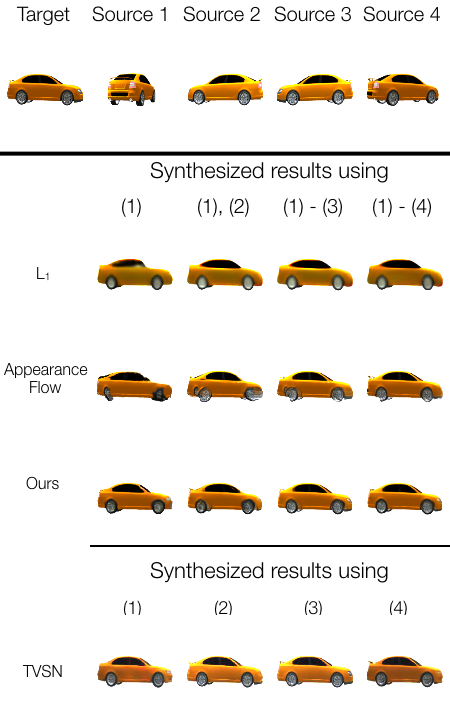 Target Source 1 Source 2 Source 3 Source 4
Synthesized results using
(1) (1), (2) (1) - (3) (1) - (4)
L1
Appearance
Flow
Ours
Synthesized results using
(1) (2) (3) (4)
TVSN